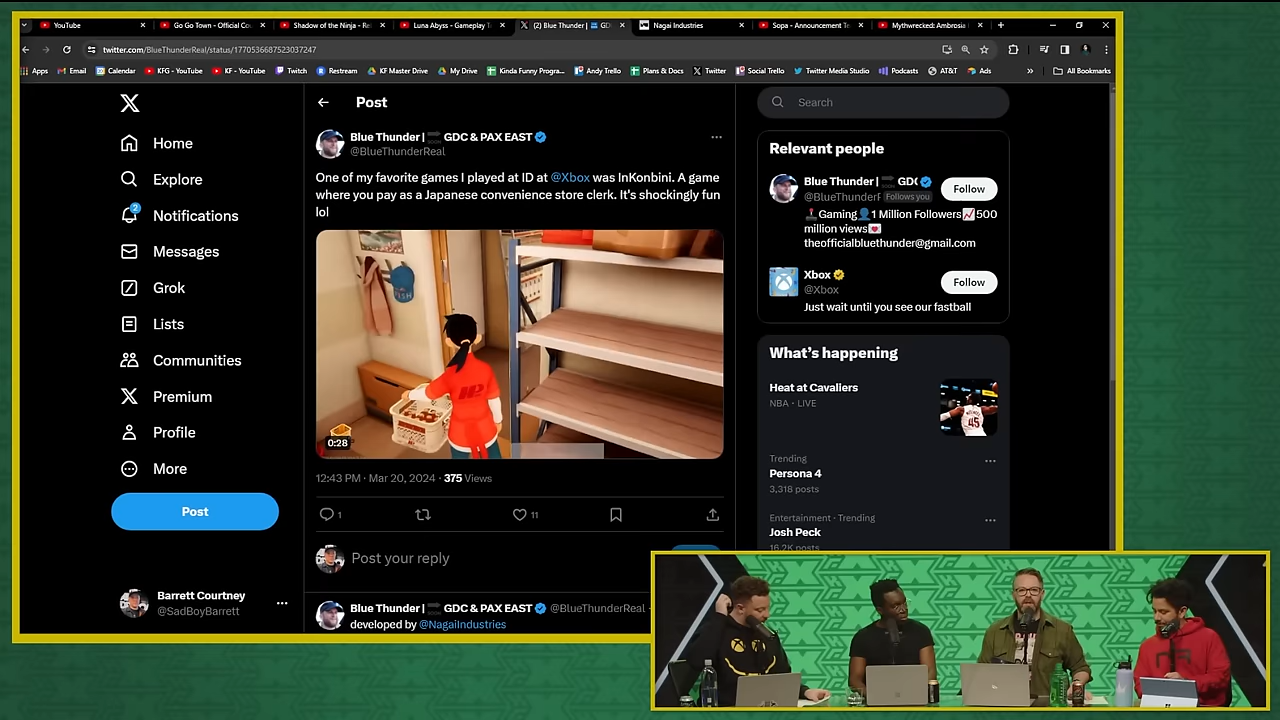 YouTube
Go Go Town - Official Co
Shadow of the Ninja - Re
Luna Abyss - Gameplay T
(2) Blue Thunder |
GD
Nagai Industries
Sopa - Announcement Te
Mythwrecked: Ambrosia
twitter.com/BlueThunderReal/status/1770536687523037247
Apps
Email
Calendar
KFG - YouTube
KF - YouTube
Twitch
Restream
KF Master Drive
My Drive
Kinda Funny Progra...
Andy Trello
Plans & Docs
Twitter
Social Trello
Twitter Media Studio
Podcasts
AT&T
Ads
»
All Bookmarks
Home
Explore
2
Notifications
Messages
Grok
Lists
Communities
Premium
Profile
More
Post
Barrett Courtney
@SadBoyBarrett
Post
Blue Thunder | GDC & PAX EAST
@BlueThunderReal
One of my favorite games I played at ID at @Xbox was InKonbini. A game
where you pay as a Japanese convenience store clerk. It's shockingly fun
lol
FISH
0:28
12:43 PM · Mar 20, 2024 · 375 Views
1
11
Post your reply
Blue Thunder | GDC & PAX EAST @BlueThunderReal
developed by @NagaiIndustries
Search
Relevant people
Blue Thunder | GD
@BlueThunderF Follows you
Follow
Gaming 1 Million Followers 500
million views
theofficialbluethunder@gmail.com
Xbox
@Xbox
Follow
Just wait until you see our fastball
What's happening
Heat at Cavaliers
NBA · LIVE
45
Trending
Persona 4
3,318 posts
Entertainment · Trending
Josh Peck
16.2K posts